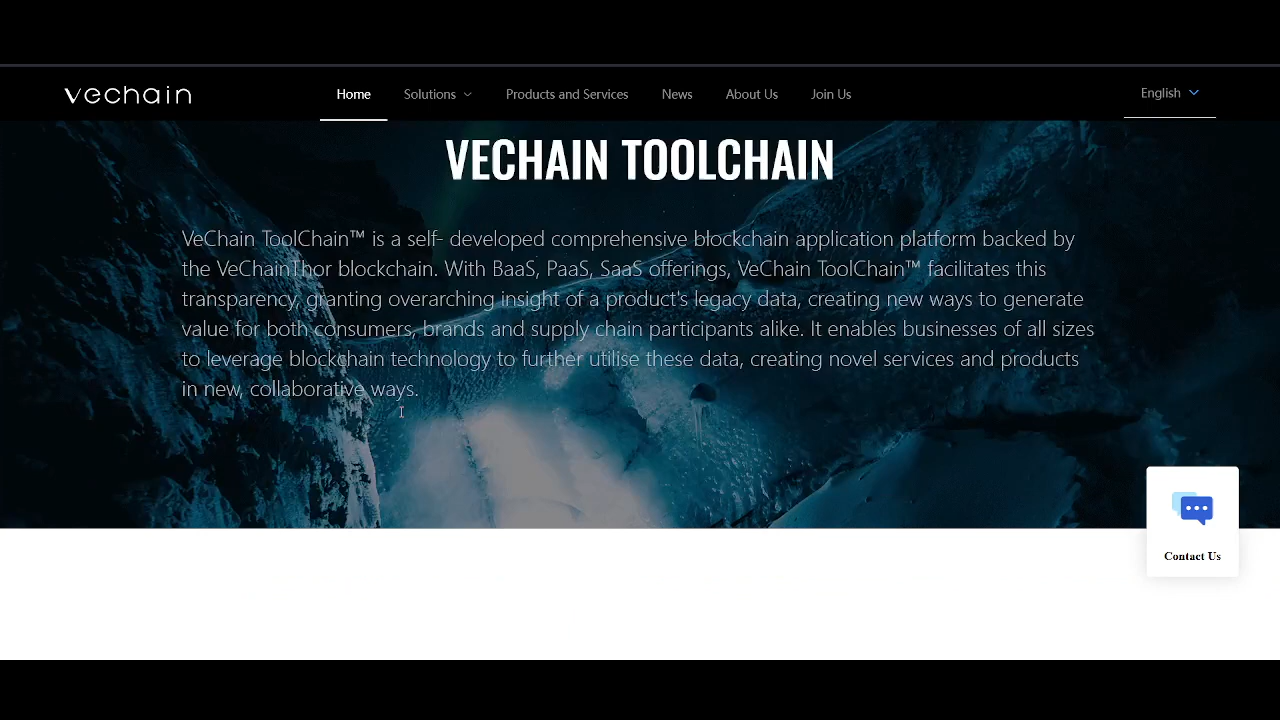 vechain
Home Solutions Products and Services News About Us Join Us English
VECHAIN TOOLCHAIN
VeChain ToolChain™ is a self- developed comprehensive blockchain application platform backed by
the VeChainThor blockchain. With BaaS, PaaS, SaaS offerings, VeChain ToolChain™ facilitates this
transparency, granting overarching insight of a product's legacy data, creating new ways to generate
value for both consumers, brands and supply chain participants alike. It enables businesses of all sizes
to leverage blockchain technology to further utilise these data, creating novel services and products
in new, collaborative ways.
Contact Us